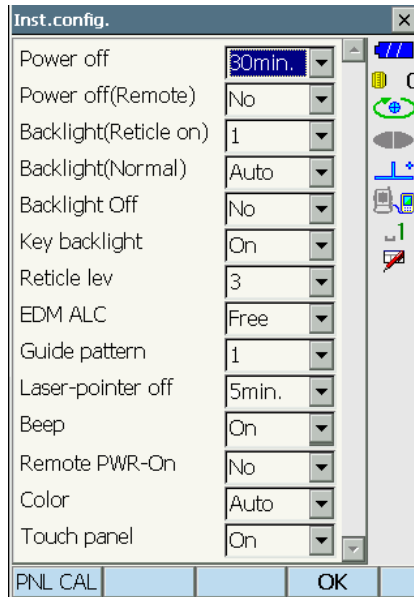 Inst.config.
Power off 30min.
Power off(Remote) No
Backlight(Reticle on) 1
Backlight(Normal) Auto
Backlight Off No
Key backlight On
Reticle lev 3
EDM ALC Free
Guide pattern 1
Laser-pointer off 5min.
Beep On
Remote PWR-On No
Color Auto
Touch panel On
1
PNL CAL OK